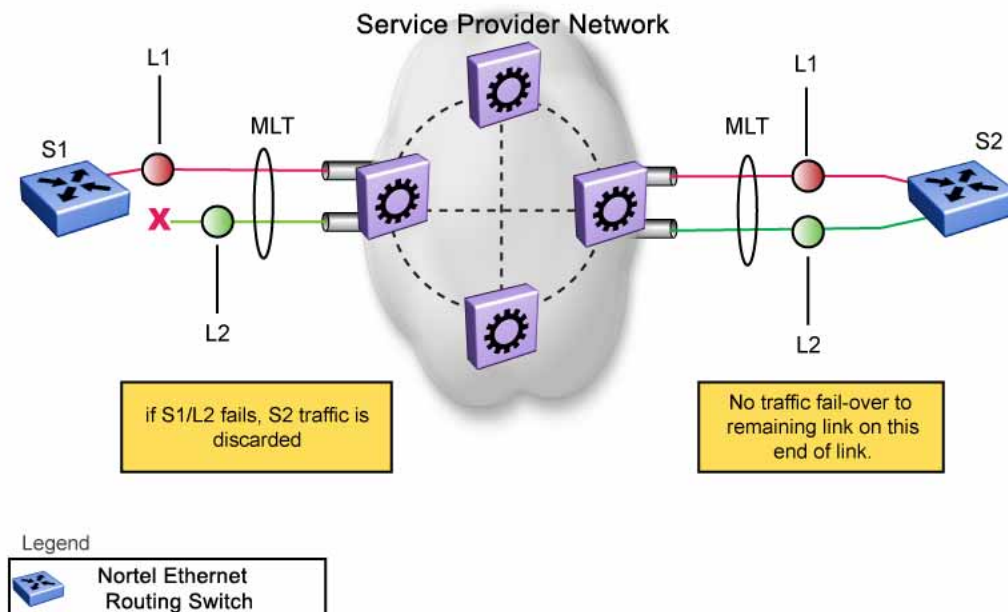 Service Provider Network
L1
L1
MLT
MLT
S1
S2
X
L2
L2
if S1/L2 fails, S2 traffic is
discarded
No traffic fail-over to
remaining link on this
end of link.
Legend
Nortel Ethernet
Routing Switch